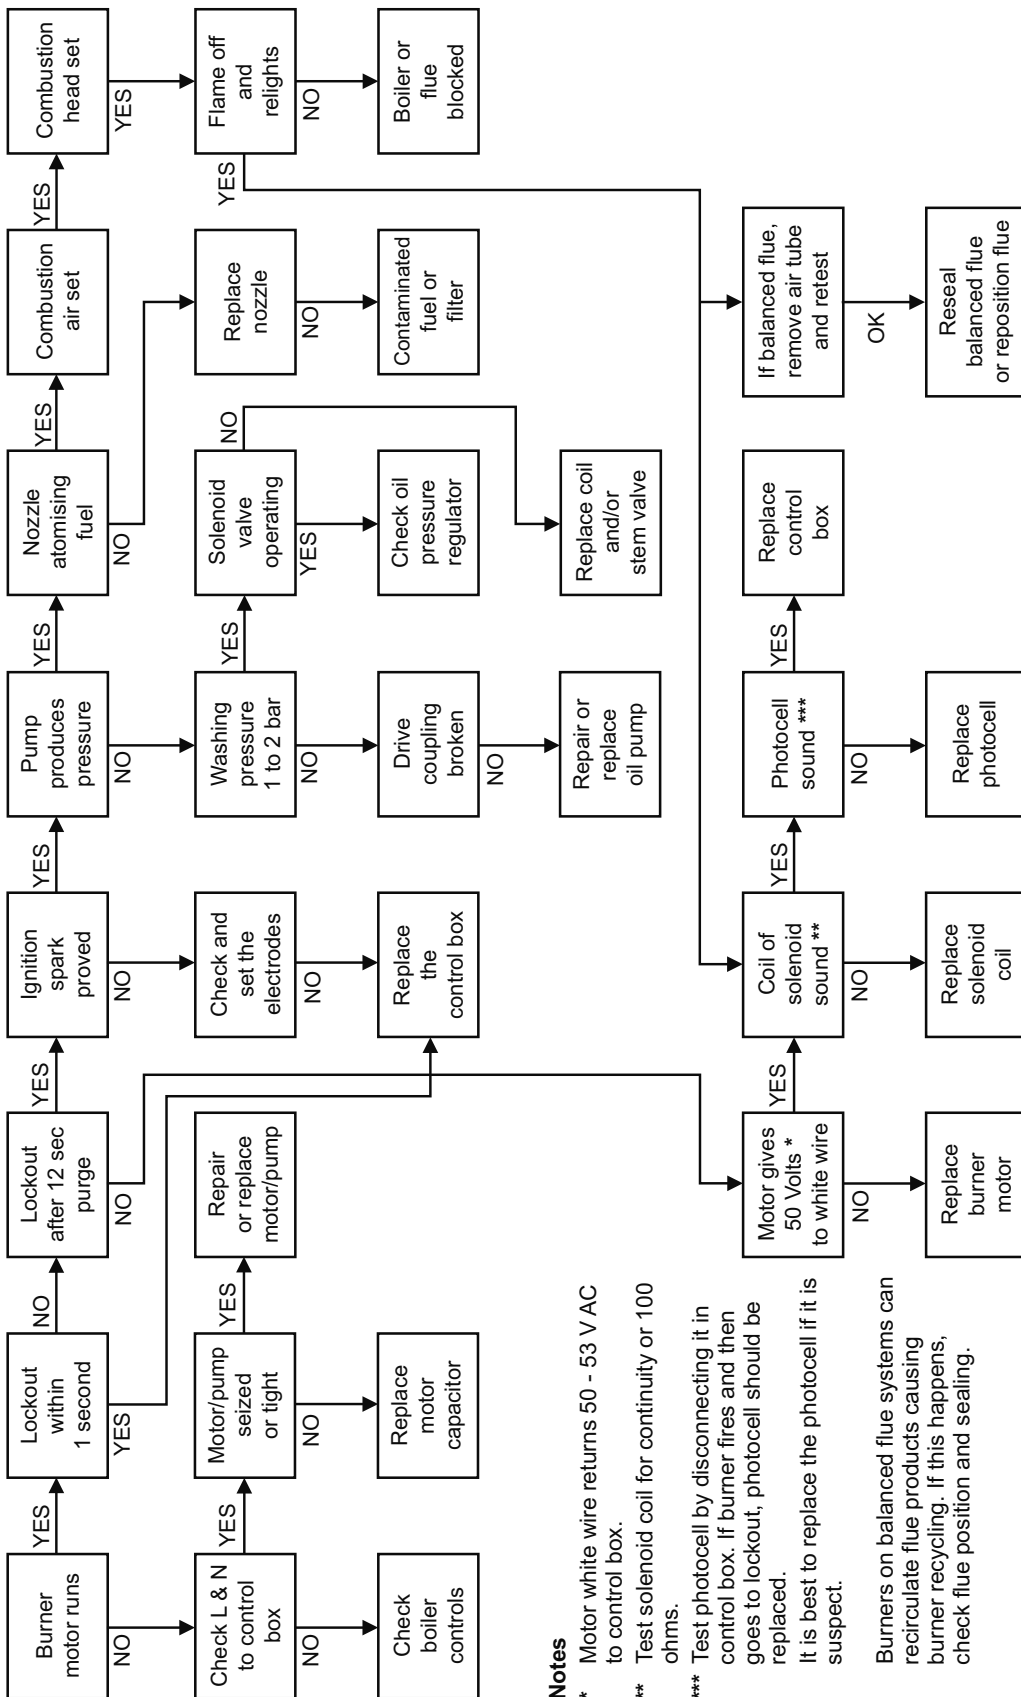 Burner
motor runs
YES
Lockout
within
1 second
NO
Lockout
after 12 sec
purge
YES
Ignition
spark
proved
YES
Pump
produces
pressure
YES
Nozzle
atomising
fuel
YES
Combustion
air set
YES
Combustion
head set
NO
YES
NO
NO
NO
NO
YES
Check L & N
to control
box
YES
Motor/pump
seized
or tight
YES
Repair
or replace
motor/pump
Check and
set the
electrodes
Washing
pressure
1 to 2 bar
YES
Solenoid
valve
operating
NO
Replace
nozzle
YES
Flame off
and
relights
NO
NO
NO
NO
YES
NO
NO
Check
boiler
controls
Replace
motor
capacitor
Replace
the
control box
Drive
coupling
broken
Check oil
pressure
regulator
Contaminated
fuel or
filter
Boiler or
flue
blocked
NO
Repair or
replace
oil pump
Replace coil
and/or
stem valve
Motor gives
50 Volts *
to white wire
YES
Coil of
solenoid
sound **
YES
Photocell
sound ***
YES
Replace
control
box
If balanced flue,
remove air tube
and retest
NO
NO
NO
OK
Replace
burner
motor
Replace
solenoid
coil
Replace
photocell
Reseal
balanced flue
or reposition flue
Notes
* Motor white wire returns 50 - 53 V AC
to control box.
** Test solenoid coil for continuity or 100
ohms.
*** Test photocell by disconnecting it in
control box. If burner fires and then
goes to lockout, photocell should be
replaced.
It is best to replace the photocell if it is
suspect.
Burners on balanced flue systems can
recirculate flue products causing
burner recycling. If this happens,
check flue position and sealing.